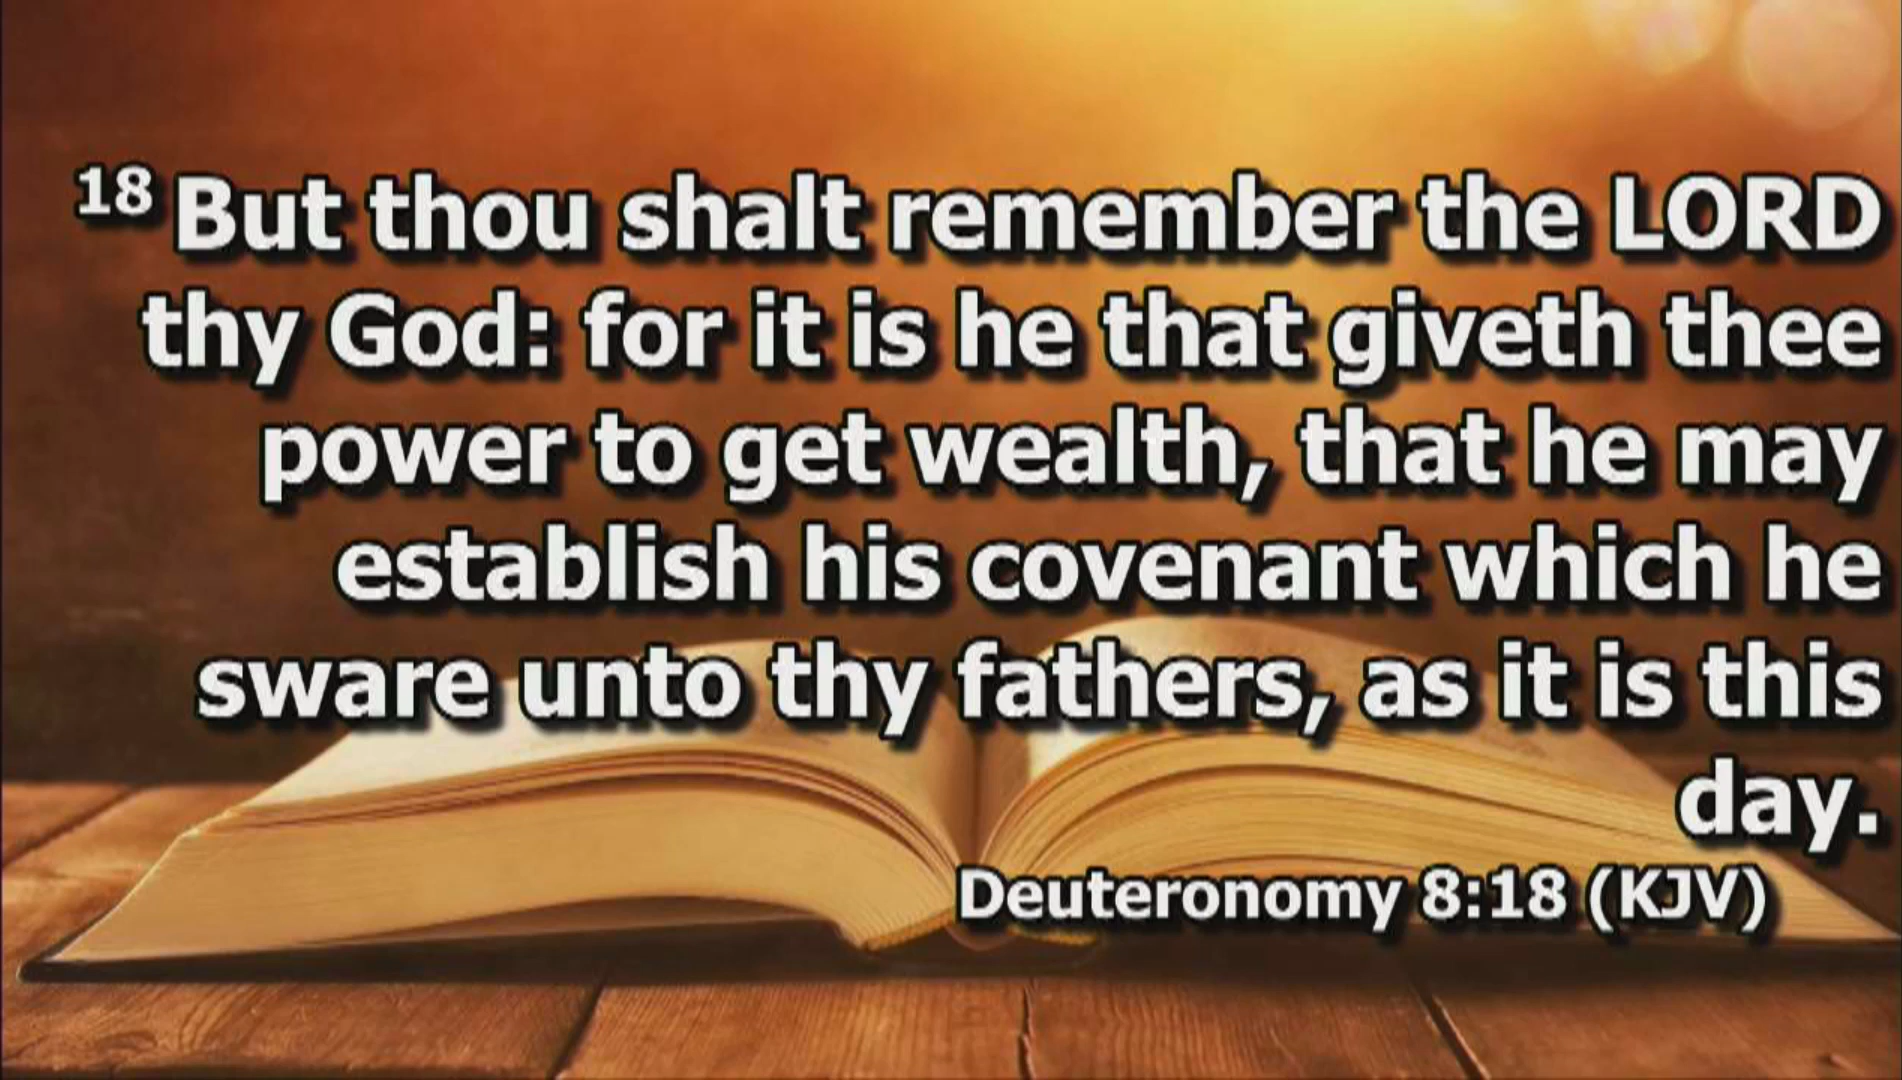 18 But thou shalt remember the LORD
thy God: for it is he that giveth thee
power to get wealth, that he may
establish his covenant which he
sware unto thy fathers, as it is this
day.
Deuteronomy 8:18 (KJV)